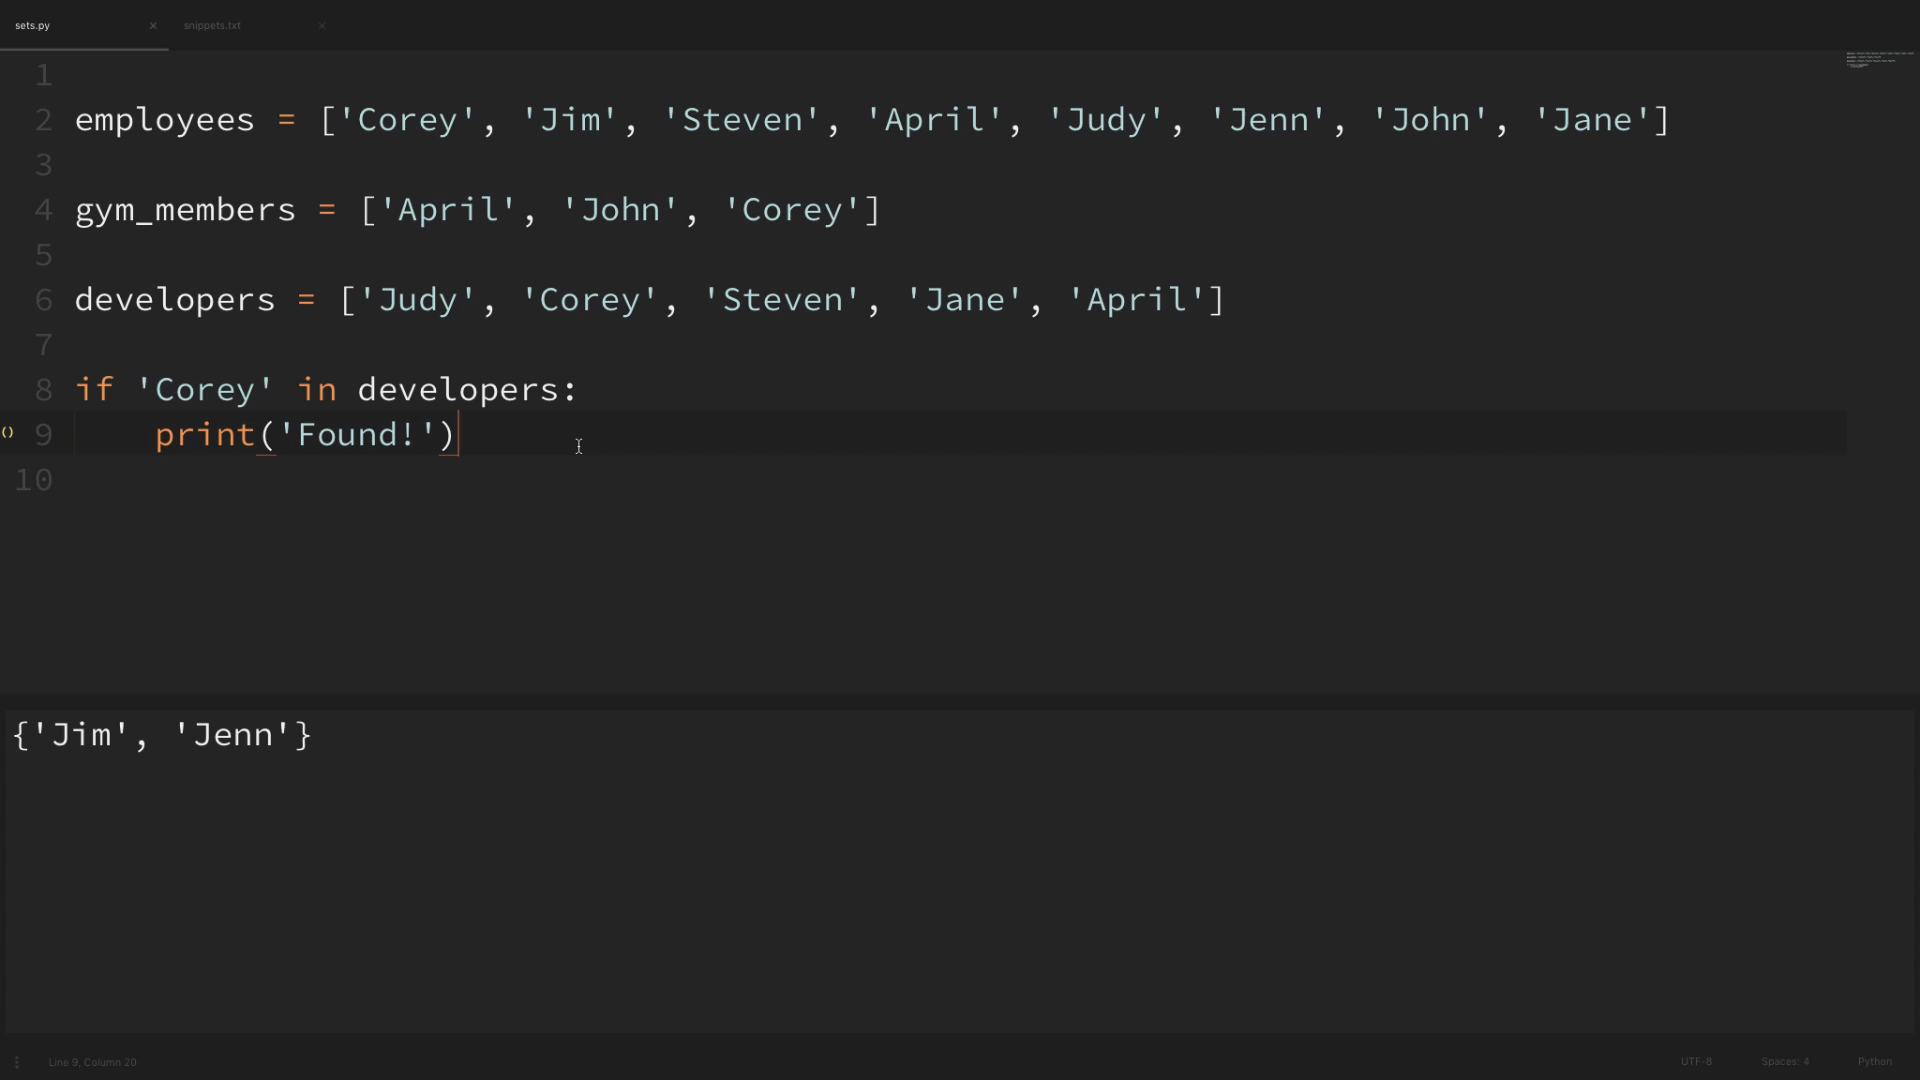 sets.py × snippets.txt ×
1
2 employees = ['Corey', 'Jim', 'Steven', 'April', 'Judy', 'Jenn', 'John', 'Jane']
3
4 gym_members = ['April', 'John', 'Corey']
5
6 developers = ['Judy', 'Corey', 'Steven', 'Jane', 'April']
7
8 if 'Corey' in developers:
() 9     print('Found!')
10
{'Jim', 'Jenn'}
Line 9, Column 20 UTF-8 Spaces: 4 Python